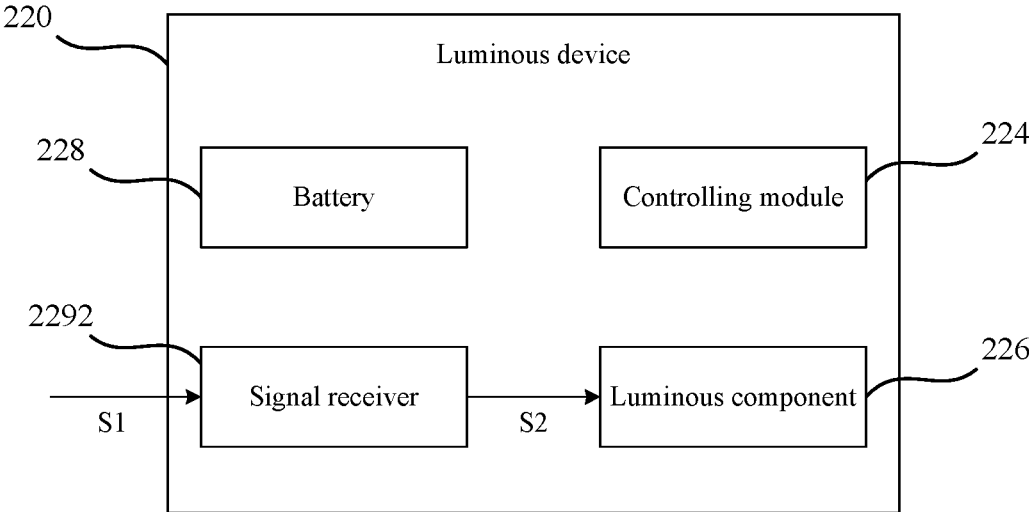 220
Luminous device
228
224
Battery
Controlling module
2292
226
Signal receiver
Luminous component
S1
S2